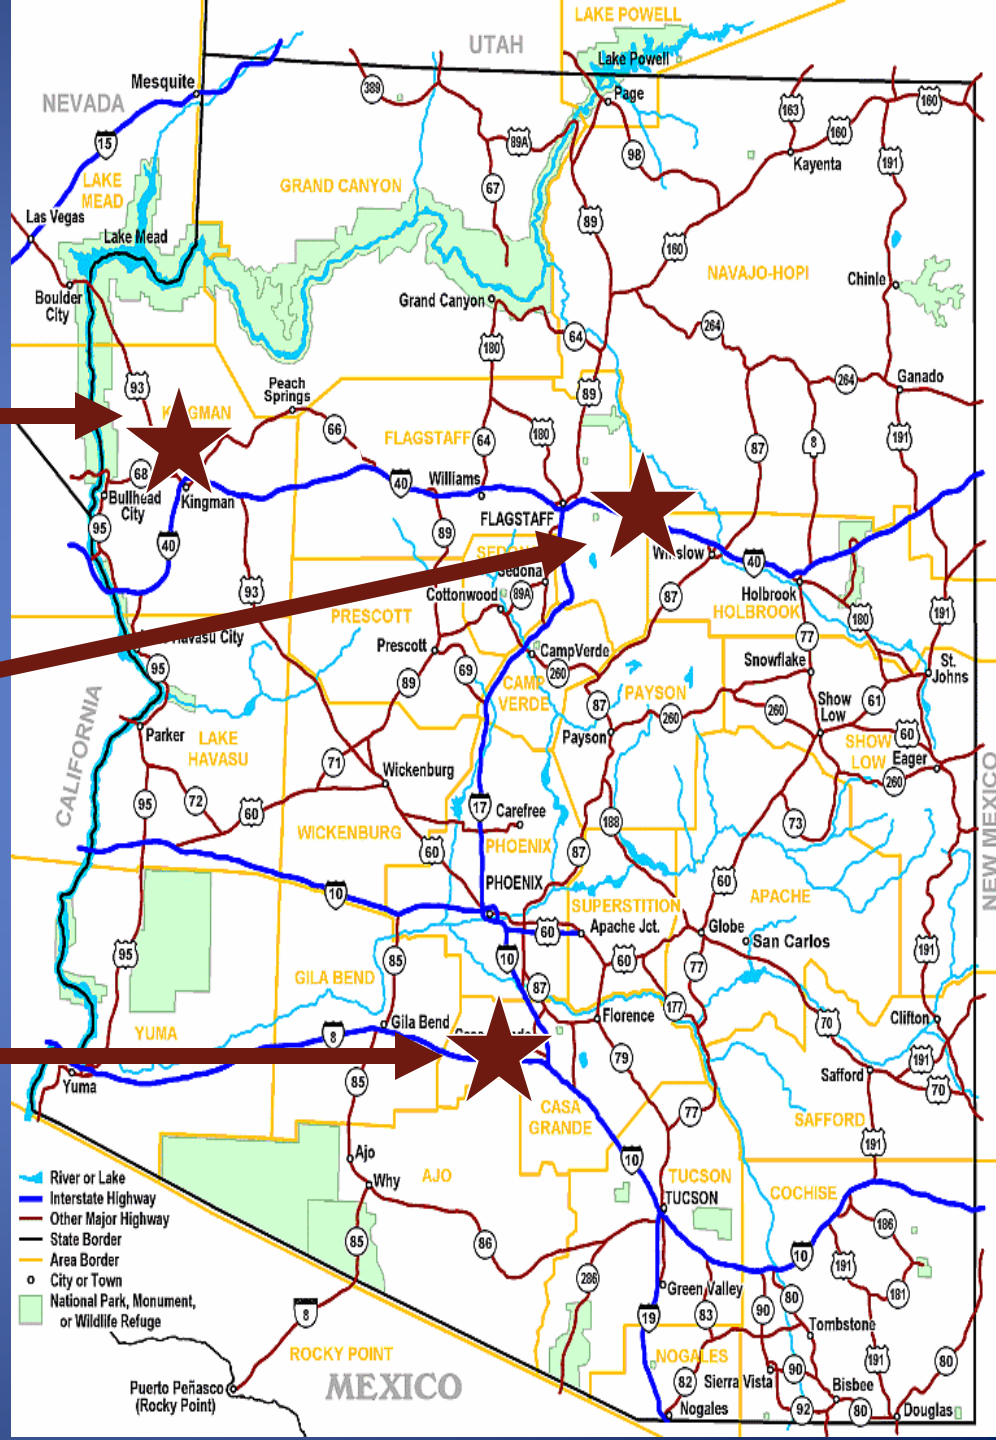 LAKE POWELL
UTAH
Lake Powell
Mesquite
NEVADA
389
Page
163
160
160
15
89A
98
Kayenta
191
LAKE
MEAD
GRAND CANYON
67
Las Vegas
89
Lake Mead
160
NAVAJO-HOPI
Chinle
Boulder
City
Grand Canyon
64
264
180
93
Peach
Springs
89
264
Ganado
66
FLAGSTAFF
64
180
87
8
191
68
40
Williams
Bullhead
City
Kingman
FLAGSTAFF
95
40
89
Winslow
40
Sedona
Holbrook
93
Cottonwood
89A
87
HOLBROOK
180
191
PRESCOTT
77
Havasu City
Prescott
CampVerde
Snowflake
St.
Johns
95
89
69
260
CAMP
VERDE
PAYSON
61
87
260
260
Show
Low
CALIFORNIA
Parker
LAKE
HAVASU
Payson
SHOW
LOW
60
Eager
71
Wickenburg
260
95
72
60
17
Carefree
188
73
NEW MEXICO
WICKENBURG
60
PHOENIX
87
10
PHOENIX
60
APACHE
SUPERSTITION
60
Apache Jct.
Globe
San Carlos
95
85
10
60
77
191
GILA BEND
87
177
YUMA
8
Gila Bend
Florence
70
Clifton
79
191
Yuma
85
Safford
70
CASA
GRANDE
77
SAFFORD
10
191
Ajo
AJO
Why
TUCSON
TUCSON
COCHISE
River or Lake
Interstate Highway
Other Major Highway
State Border
Area Border
City or Town
National Park, Monument,
or Wildlife Refuge
85
86
186
10
191
286
Green Valley
80
181
8
19
83
90
Tombstone
ROCKY POINT
NOGALES
191
80
MEXICO
82
Sierra Vista
90
Puerto Peñasco
(Rocky Point)
Bisbee
Nogales
92
80
Douglas